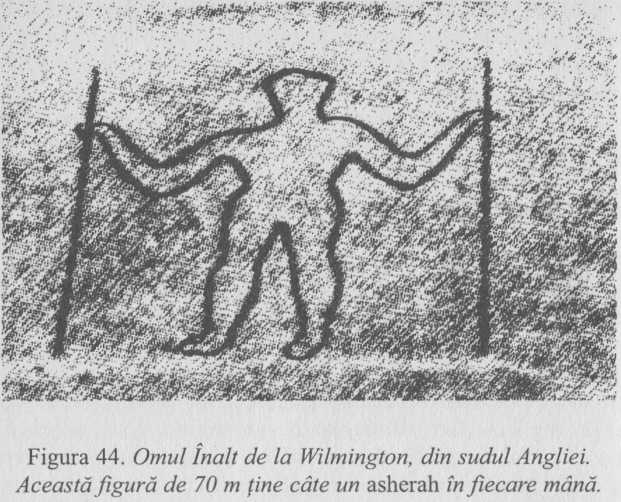 Figura 44. Omul Înalt de la Wilmington, din sudul Angliei.
Această figură de 70 m ține câte un asherah în fiecare mână.